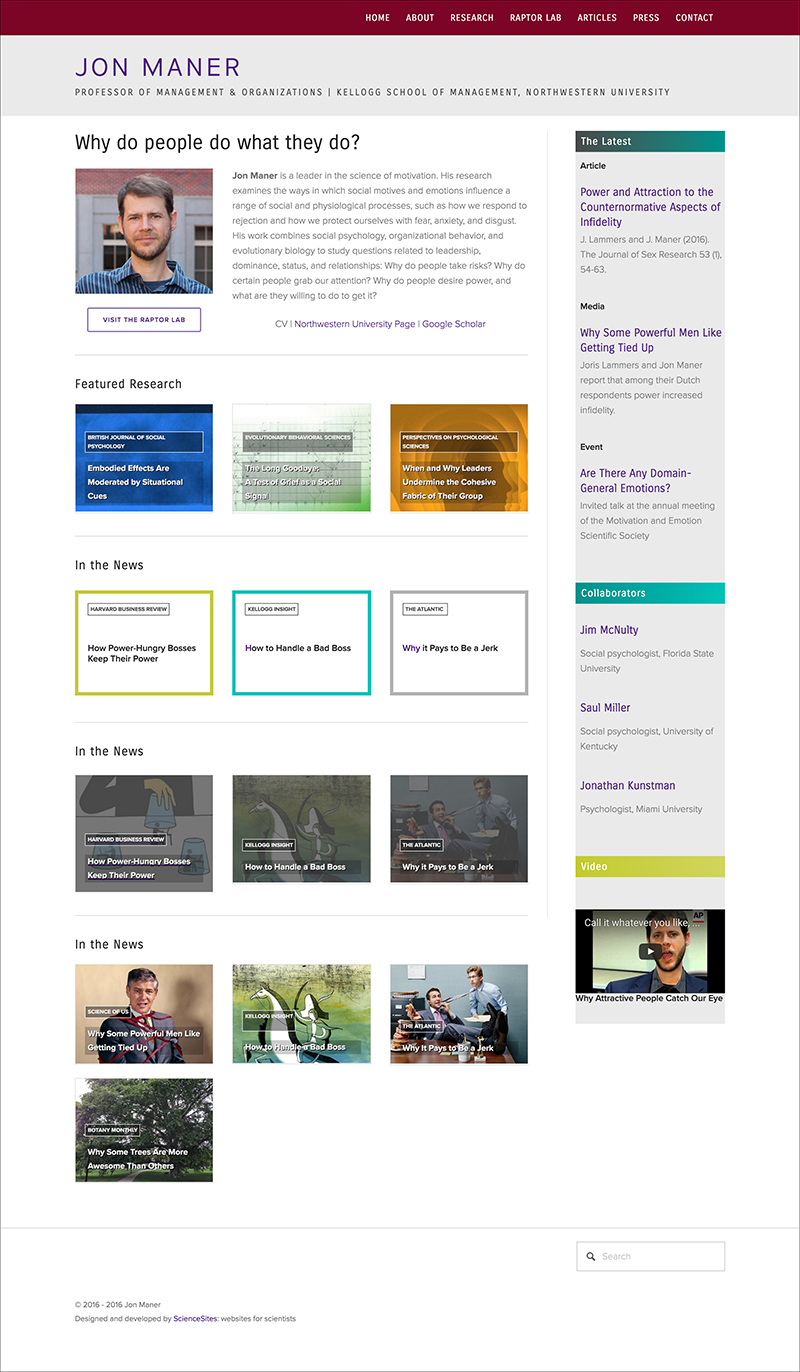 HOME ABOUT RESEARCH RAPTOR LAB ARTICLES PRESS CONTACT
JON MANER
PROFESSOR OF MANAGEMENT & ORGANIZATIONS | KELLOGG SCHOOL OF MANAGEMENT, NORTHWESTERN UNIVERSITY
Why do people do what they do?
Jon Maner is a leader in the science of motivation. His research
examines the ways in which social motives and emotions influence a
range of social and physiological processes, such as how we respond to
rejection and how we protect ourselves with fear, anxiety, and disgust.
His work combines social psychology, organizational behavior, and
evolutionary biology to study questions related to leadership,
dominance, status, and relationships: Why do people take risks? Why do
certain people grab our attention? Why do people desire power, and
what are they willing to do to get it?
VISIT THE RAPTOR LAB
CV | Northwestern University Page | Google Scholar
Featured Research
BRITISH JOURNAL OF SOCIAL
PSYCHOLOGY
Embodied Effects Are
Moderated by Situational
Cues
EVOLUTIONARY BEHAVIORAL SCIENCES
The Long Goodbye:
A Test of Grief as a Social
Signal
PERSPECTIVES ON PSYCHOLOGICAL
SCIENCES
When and Why Leaders
Undermine the Cohesive
Fabric of Their Group
In the News
HARVARD BUSINESS REVIEW
How Power-Hungry Bosses
Keep Their Power
KELLOGG INSIGHT
How to Handle a Bad Boss
THE ATLANTIC
Why it Pays to Be a Jerk
In the News
HARVARD BUSINESS REVIEW
How Power-Hungry Bosses
Keep Their Power
KELLOGG INSIGHT
How to Handle a Bad Boss
THE ATLANTIC
Why it Pays to Be a Jerk
In the News
SCIENCE OF US
Why Some Powerful Men Like
Getting Tied Up
KELLOGG INSIGHT
How to Handle a Bad Boss
THE ATLANTIC
Why It Pays to Be a Jerk
BOTANY MONTHLY
Why Some Trees Are More
Awesome Than Others
The Latest
Article
Power and Attraction to the
Counternormative Aspects of
Infidelity
J. Lammers and J. Maner (2016).
The Journal of Sex Research 53 (1),
54-63.
Media
Why Some Powerful Men Like
Getting Tied Up
Joris Lammers and Jon Maner
report that among their Dutch
respondents power increased
infidelity.
Event
Are There Any Domain-
General Emotions?
Invited talk at the annual meeting
of the Motivation and Emotion
Scientific Society
Collaborators
Jim McNulty
Social psychologist, Florida State
University
Saul Miller
Social psychologist, University of
Kentucky
Jonathan Kunstman
Psychologist, Miami University
Video
AP
Call it whatever you like, ...
Why Attractive People Catch Our Eye
Search
© 2016 - 2016 Jon Maner
Designed and developed by ScienceSites: websites for scientists